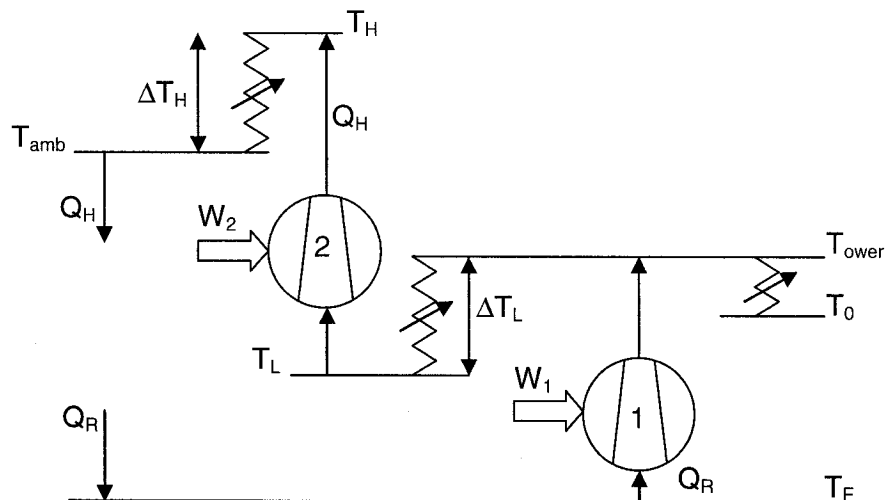 T_H
ΔT_H
T_amb
Q_H
Q_H
W_2
2
T_ower
ΔT_L
T_0
T_L
W_1
1
Q_R
Q_R
T_F